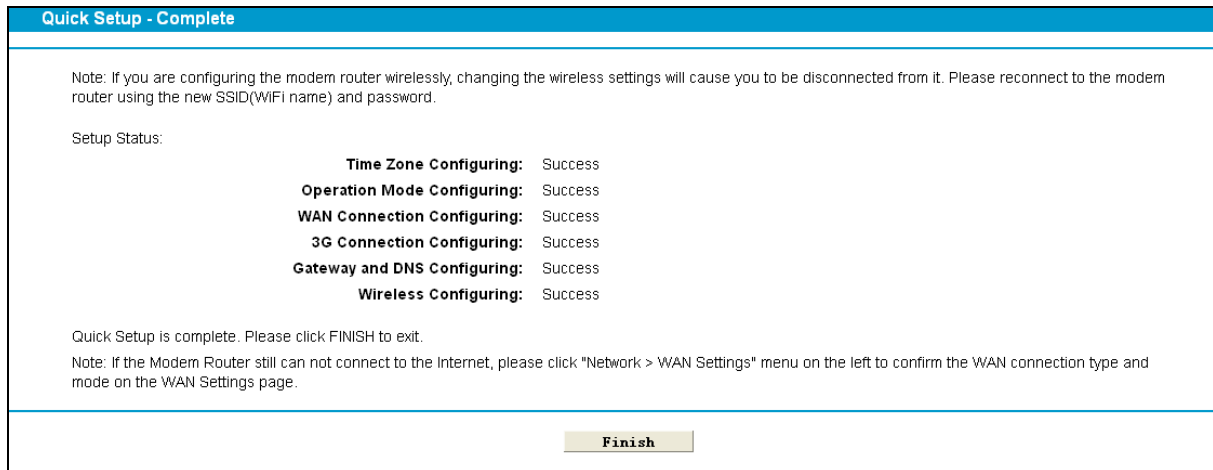 Quick Setup - Complete
Note: If you are configuring the modem router wirelessly, changing the wireless settings will cause you to be disconnected from it. Please reconnect to the modem
router using the new SSID(WiFi name) and password.
Setup Status:
Time Zone Configuring: Success
Operation Mode Configuring: Success
WAN Connection Configuring: Success
3G Connection Configuring: Success
Gateway and DNS Configuring: Success
Wireless Configuring: Success
Quick Setup is complete. Please click FINISH to exit.
Note: If the Modem Router still can not connect to the Internet, please click "Network > WAN Settings" menu on the left to confirm the WAN connection type and
mode on the WAN Settings page.
Finish